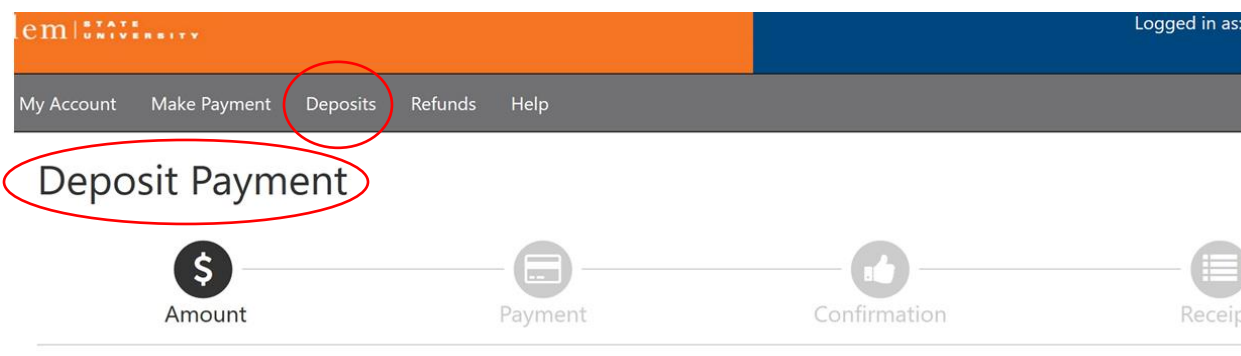 lem | STATE UNIVERSITY
Logged in as:
My Account Make Payment Deposits Refunds Help
Deposit Payment
$
Amount Payment Confirmation Receip